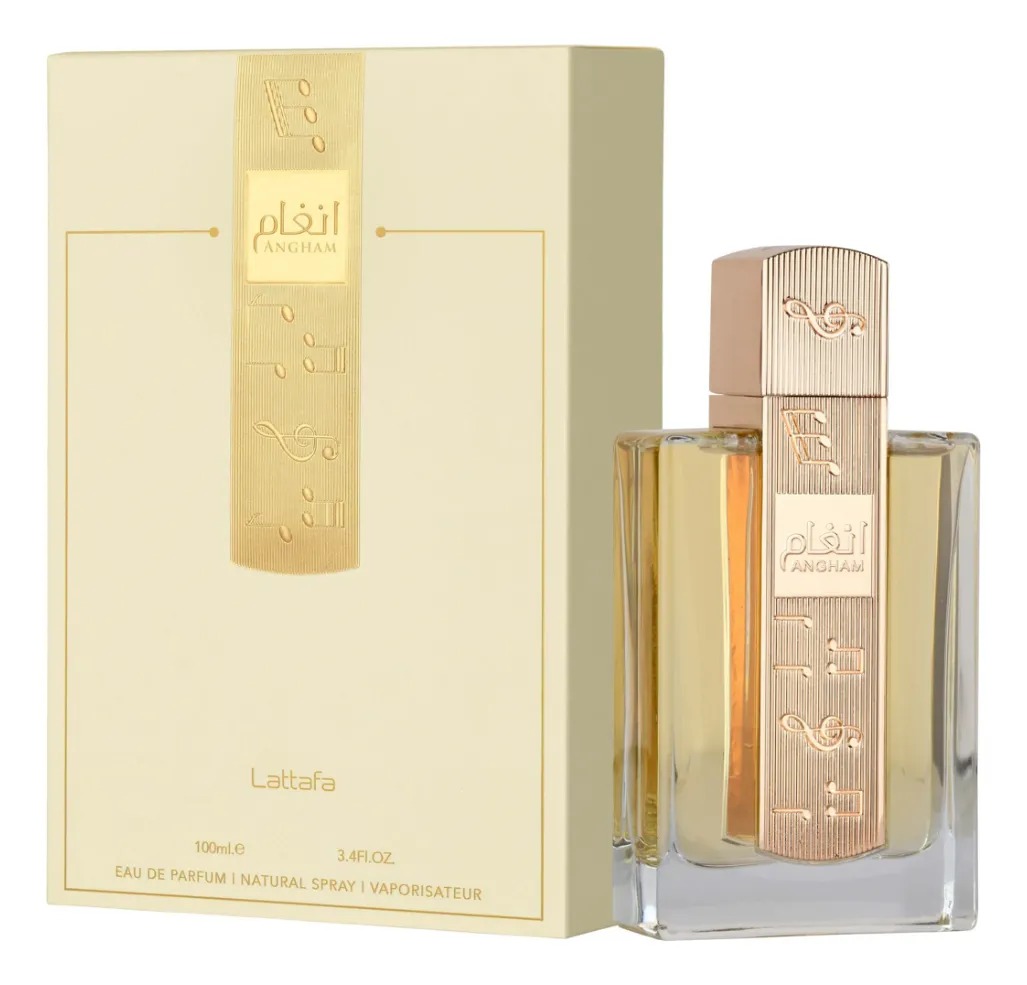 انغام
ANGHAM
Lattafa
100ml.e 3.4Fl.OZ.
EAU DE PARFUM | NATURAL SPRAY | VAPORISATEUR
انغام
ANGHAM